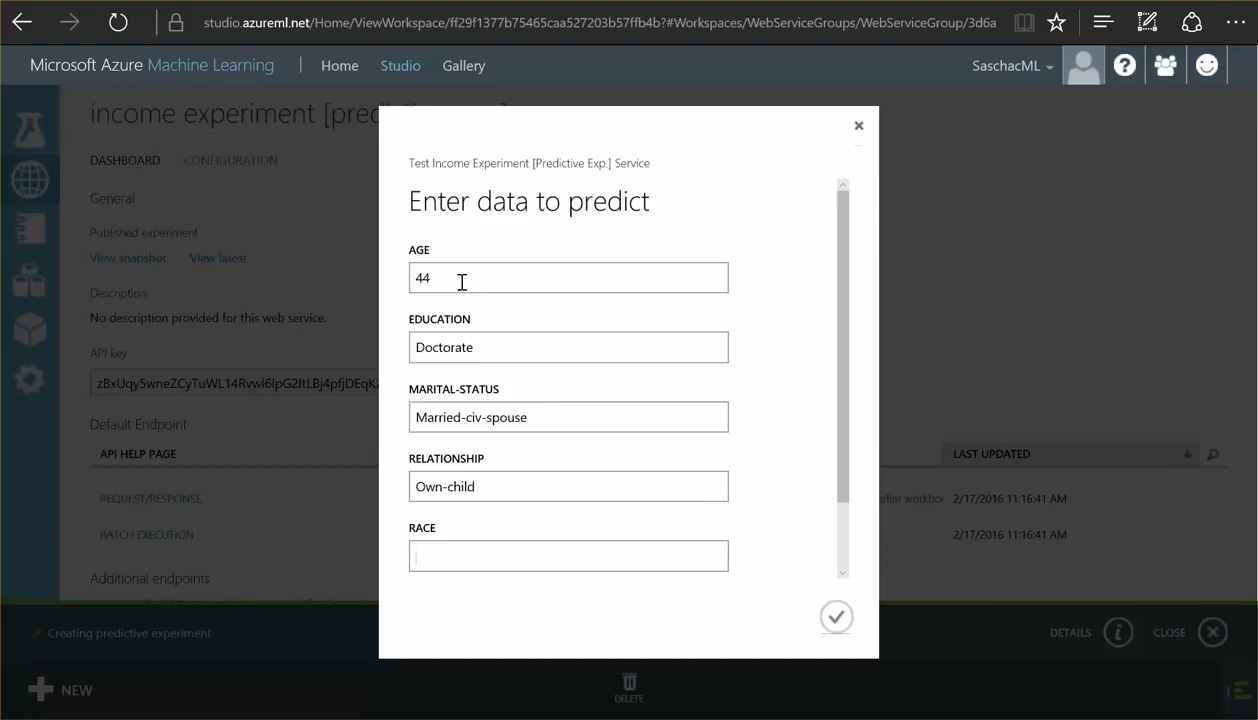 studio.azureml.net/Home/ViewWorkspace/ff29f1377b75465caa527203b57ffb4b?#Workspaces/WebServiceGroups/WebServiceGroup/3d6a
Microsoft Azure Machine Learning | Home Studio Gallery SaschacML
income experiment [pred
DASHBOARD CONFIGURATION
General
Published experiment
View snapshot View latest
Description
No description provided for this web service.
API key
zBxUqy5wneZCyTuWL14Rvwl6lpG2ItLBj4pfjDEqK
Default Endpoint
API HELP PAGE LAST UPDATED
REQUEST/RESPONSE rlier workbo 2/17/2016 11:16:41 AM
BATCH EXECUTION 2/17/2016 11:16:41 AM
Additional endpoints
Test Income Experiment [Predictive Exp.] Service
Enter data to predict
AGE
44
EDUCATION
Doctorate
MARITAL-STATUS
Married-civ-spouse
RELATIONSHIP
Own-child
RACE
Creating predictive experiment DETAILS CLOSE
NEW DELETE